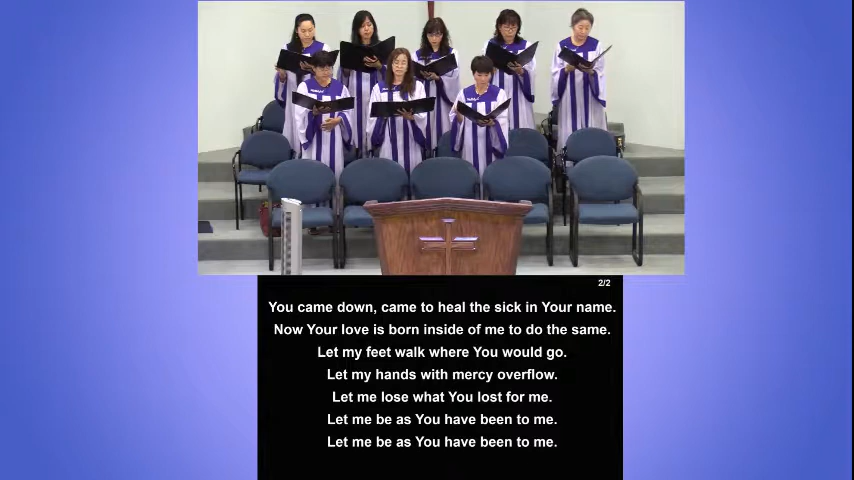 2/2
You came down, came to heal the sick in Your name.
Now Your love is born inside of me to do the same.
Let my feet walk where You would go.
Let my hands with mercy overflow.
Let me lose what You lost for me.
Let me be as You have been to me.
Let me be as You have been to me.